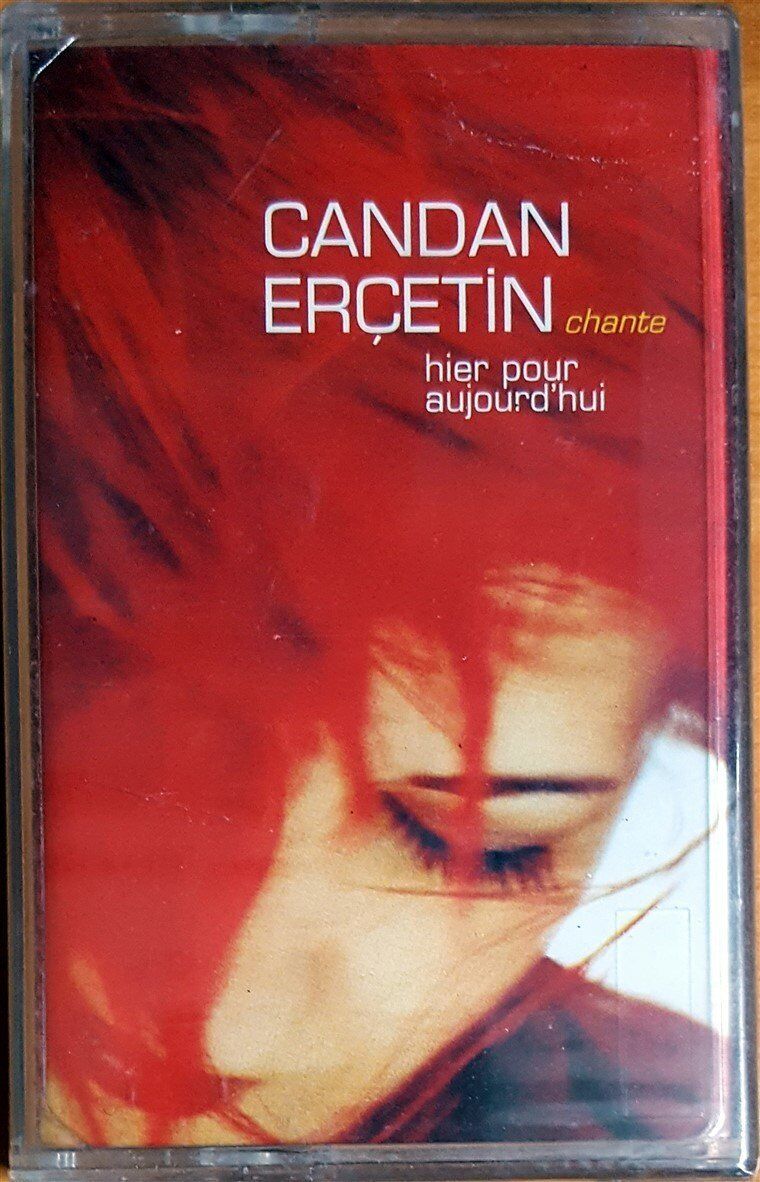 CANDAN
ERÇETİN chante
hier pour
aujourd'hui